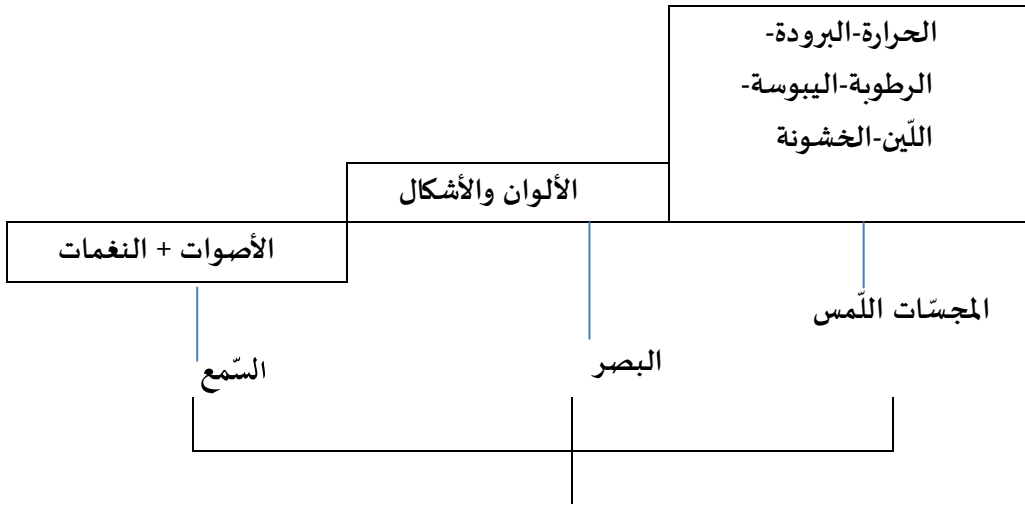 الحرارة-البرودة-
الرطوبة-اليبوسة-
اللّين-الخشونة
الألوان والأشكال
الأصوات + النغمات
المجسّات اللّمس
البصر
السّمع